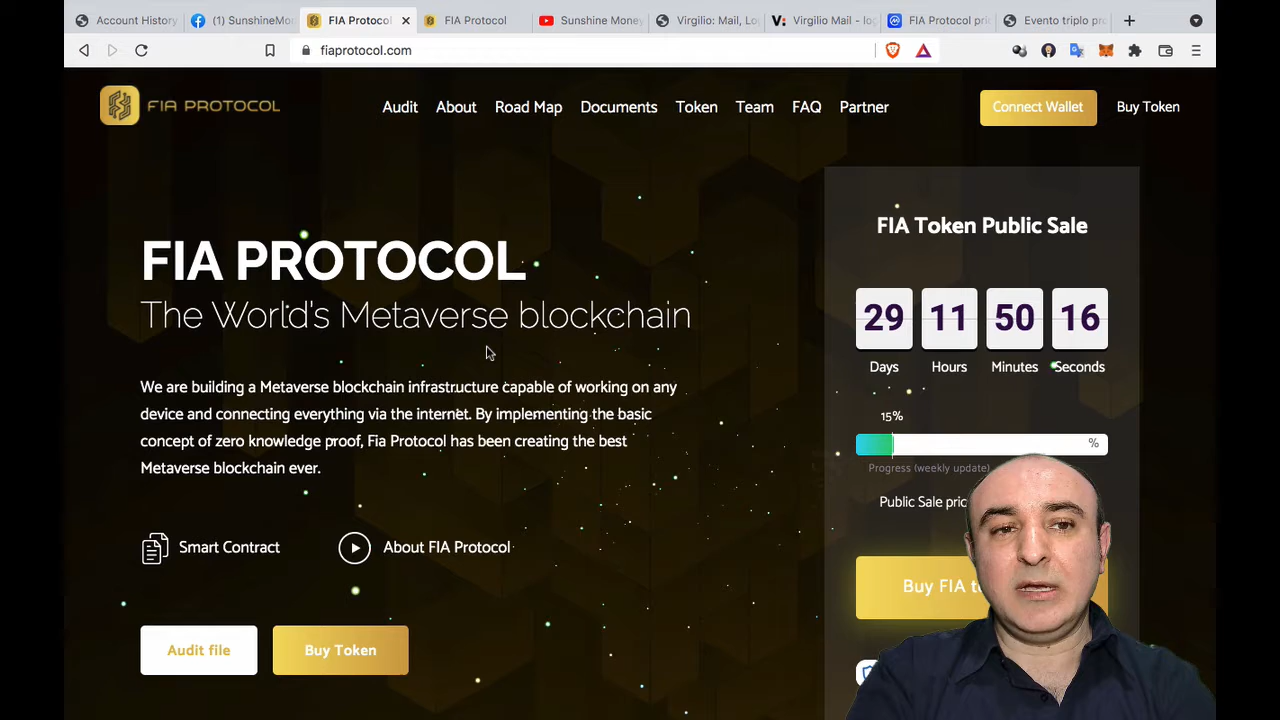 Account History
(1) SunshineMo
FIA Protocol
FIA Protocol
Sunshine Money
Virgilio: Mail, Lo
Virgilio Mail - lo
FIA Protocol pri
Evento triplo pr
fiaprotocol.com
FIA PROTOCOL
Audit
About
Road Map
Documents
Token
Team
FAQ
Partner
Connect Wallet
Buy Token
FIA PROTOCOL
The World's Metaverse blockchain
We are building a Metaverse blockchain infrastructure capable of working on any
device and connecting everything via the internet. By implementing the basic
concept of zero knowledge proof, Fia Protocol has been creating the best
Metaverse blockchain ever.
Smart Contract
About FIA Protocol
Audit file
Buy Token
FIA Token Public Sale
29 11 50 16
Days Hours Minutes Seconds
15%
%
Progress (weekly update)
Public Sale pric
Buy FIA t